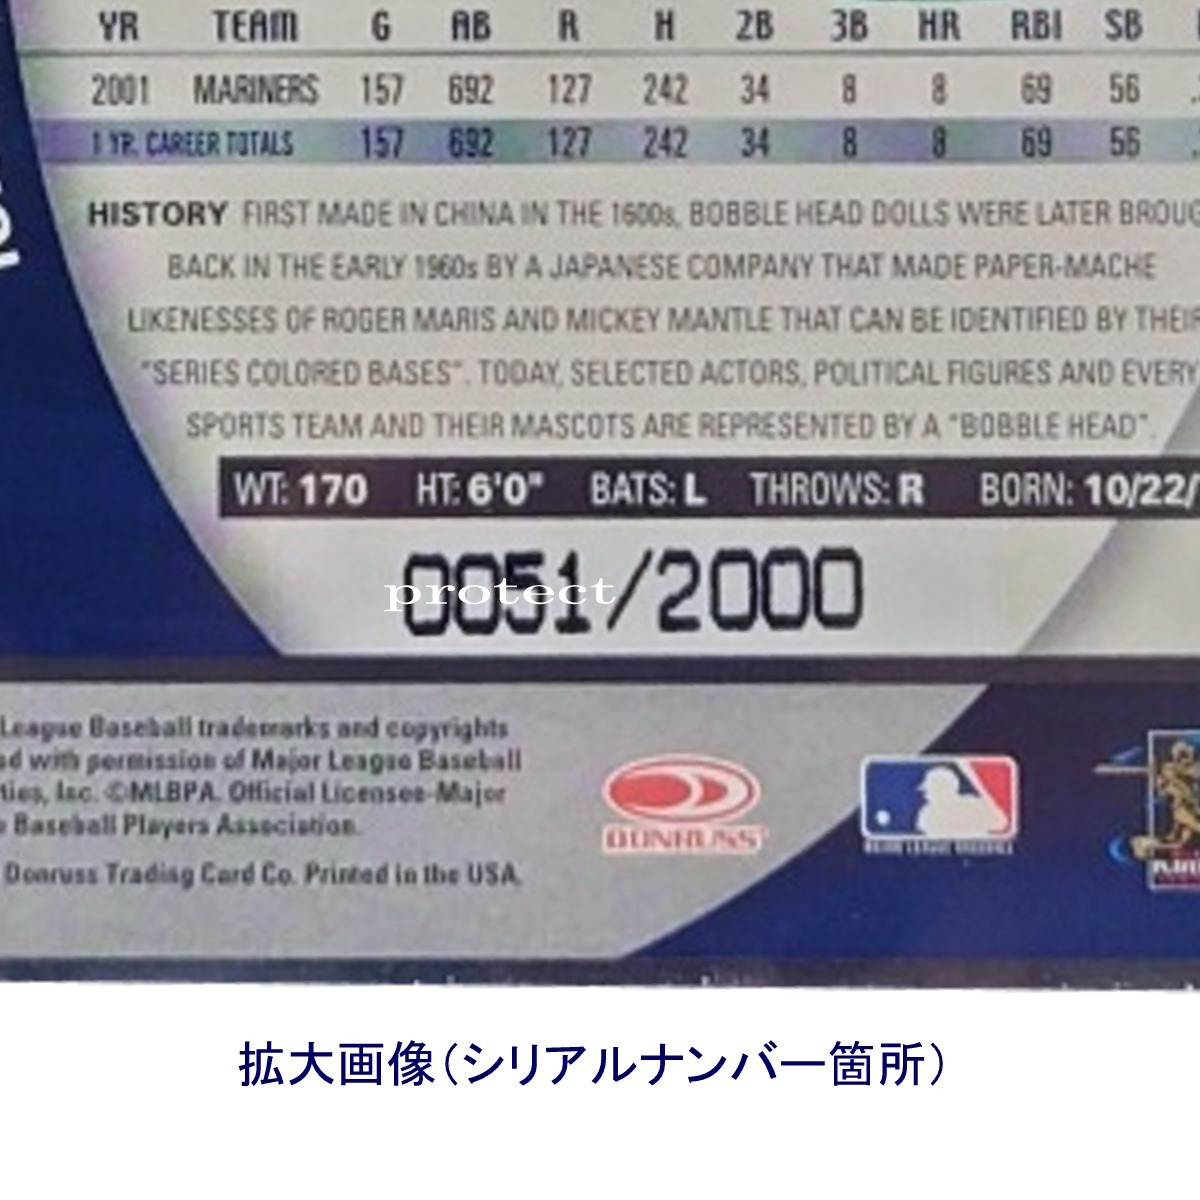 YR TEAM G AB R H 2B 3B HR RBI SB
2001 MARINERS 157 692 127 242 34 8 8 69 56
1 YR. CAREER TOTALS 157 692 127 242 34 8 8 69 56
HISTORY FIRST MADE IN CHINA IN THE 1600s, BOBBLE HEAD DOLLS WERE LATER BROUG
BACK IN THE EARLY 1960s BY A JAPANESE COMPANY THAT MADE PAPER-MACHE
LIKENESSES OF ROGER MARIS AND MICKEY MANTLE THAT CAN BE IDENTIFIED BY THEIR
"SERIES COLORED BASES". TODAY, SELECTED ACTORS, POLITICAL FIGURES AND EVERY
SPORTS TEAM AND THEIR MASCOTS ARE REPRESENTED BY A "BOBBLE HEAD".
WT: 170 HT: 6'0" BATS: L THROWS: R BORN: 10/22/
0051/2000
protect
League Baseball trademarks and copyrights
ed with permission of Major League Baseball
ties, Inc. ©MLBPA. Official Licensee-Major
Baseball Players Association.
Donruss Trading Card Co. Printed in the USA.
DONRUSS
MAJOR LEAGUE BASEBALL
拡大画像（シリアルナンバー箇所）